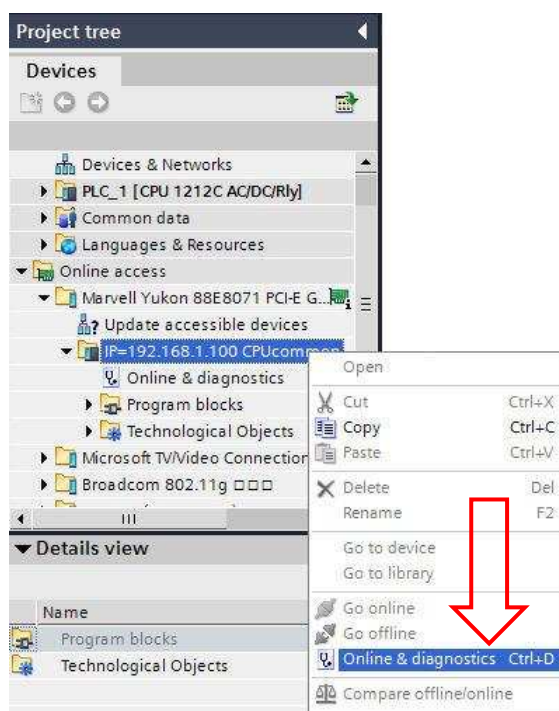 Project tree
Devices
Devices & Networks
PLC_1 [CPU 1212C AC/DC/Rly]
Common data
Languages & Resources
Online access
Marvell Yukon 88E8071 PCI-E G...
Update accessible devices
IP=192.168.1.100 CPUcommon
Online & diagnostics
Program blocks
Technological Objects
Microsoft TV/Video Connection
Broadcom 802.11g □□□
Details view
Name
Program blocks
Technological Objects
Open
Cut Ctrl+X
Copy Ctrl+C
Paste Ctrl+V
Delete Del
Rename F2
Go to device
Go to library
Go online
Go offline
Online & diagnostics Ctrl+D
Compare offline/online